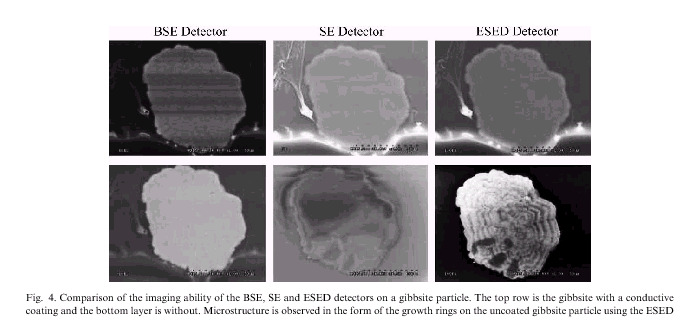 BSE Detector SE Detector ESED Detector
Fig. 4. Comparison of the imaging ability of the BSE, SE and ESED detectors on a gibbsite particle. The top row is the gibbsite with a conductive
coating and the bottom layer is without. Microstructure is observed in the form of the growth rings on the uncoated gibbsite particle using the ESED